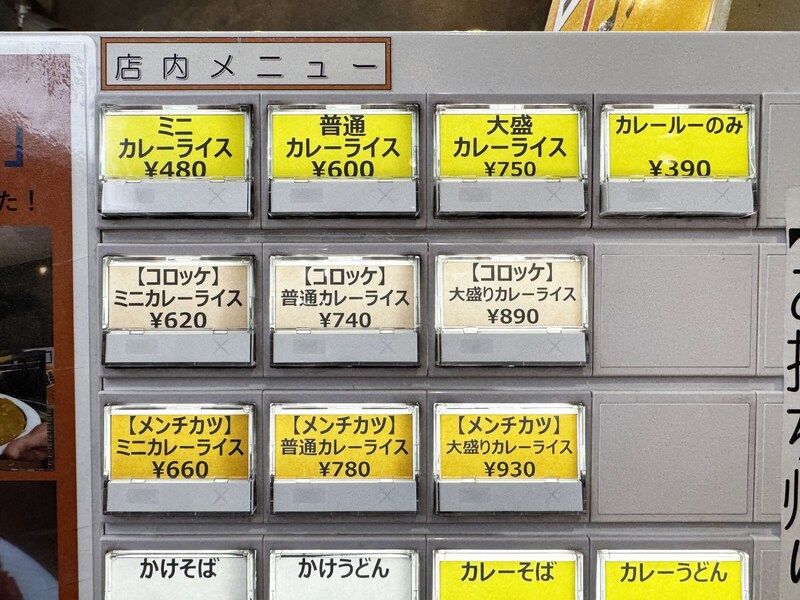 店内メニュー
ミニ
カレーライス
¥480
普通
カレーライス
¥600
大盛
カレーライス
¥750
カレールーのみ
¥390
【コロッケ】
ミニカレーライス
¥620
【コロッケ】
普通カレーライス
¥740
【コロッケ】
大盛りカレーライス
¥890
【メンチカツ】
ミニカレーライス
¥660
【メンチカツ】
普通カレーライス
¥780
【メンチカツ】
大盛りカレーライス
¥930
かけそば
かけうどん
カレーそば
カレーうどん
た！